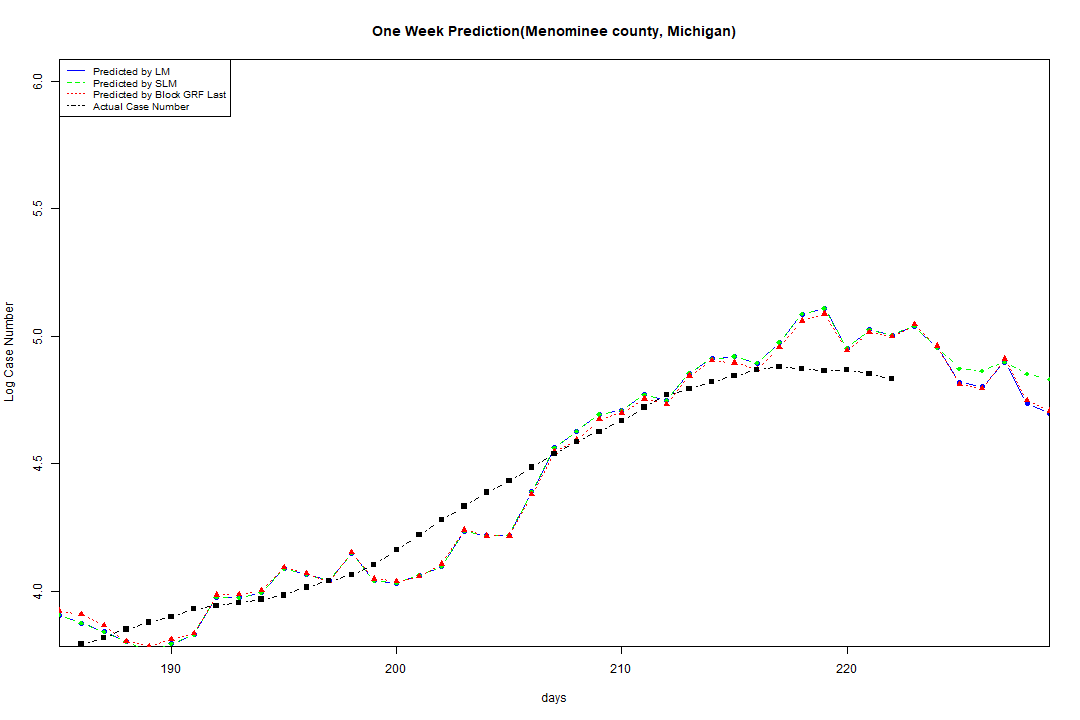 One Week Prediction(Menominee county, Michigan)
Predicted by LM
Predicted by SLM
Predicted by Block GRF Last
Actual Case Number
6.0
5.5
5.0
4.5
4.0
Log Case Number
190
200
210
220
days